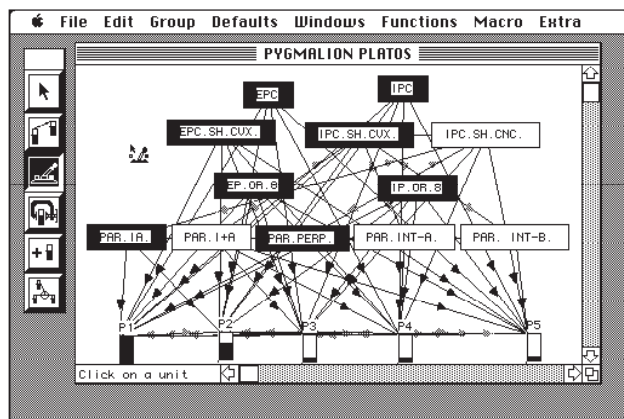 File Edit Group Defaults Windows Functions Macro Extra
PYGMALION PLATOS
EPC
IPC
EPC.SH.CVX.
IPC.SH.CVX.
IPC.SH.CNC.
EP.OR.8
IP.OR.8
PAR.IA.
PAR.I+A
PAR.PERP.
PAR.INT-A.
PAR. INT-B.
P1
P2
P3
P4
P5
Click on a unit